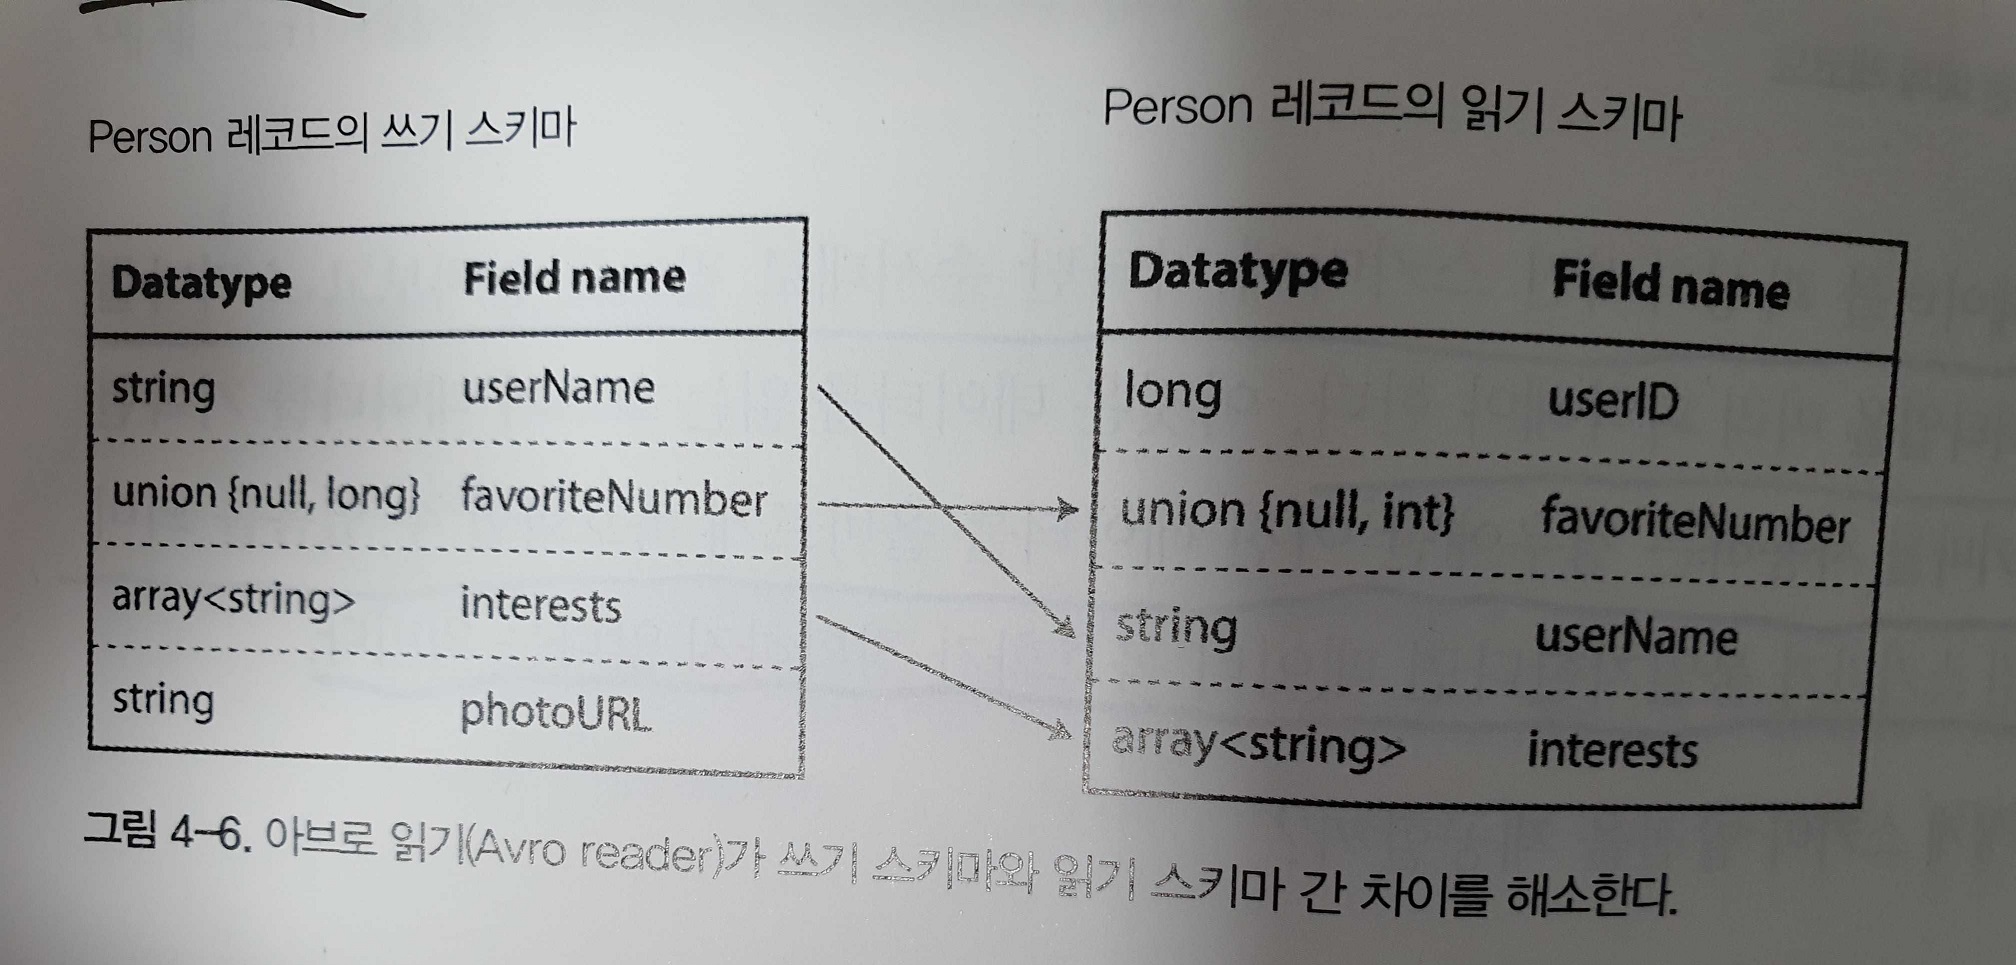 Person 레코드의 쓰기 스키마
Datatype Field name
string userName
union {null, long} favoriteNumber
array<string> interests
string photoURL
Person 레코드의 읽기 스키마
Datatype Field name
long userID
union {null, int} favoriteNumber
string userName
array<string> interests
그림 4-6. 아브로 읽기(Avro reader)가 쓰기 스키마와 읽기 스키마 간 차이를 해소한다.